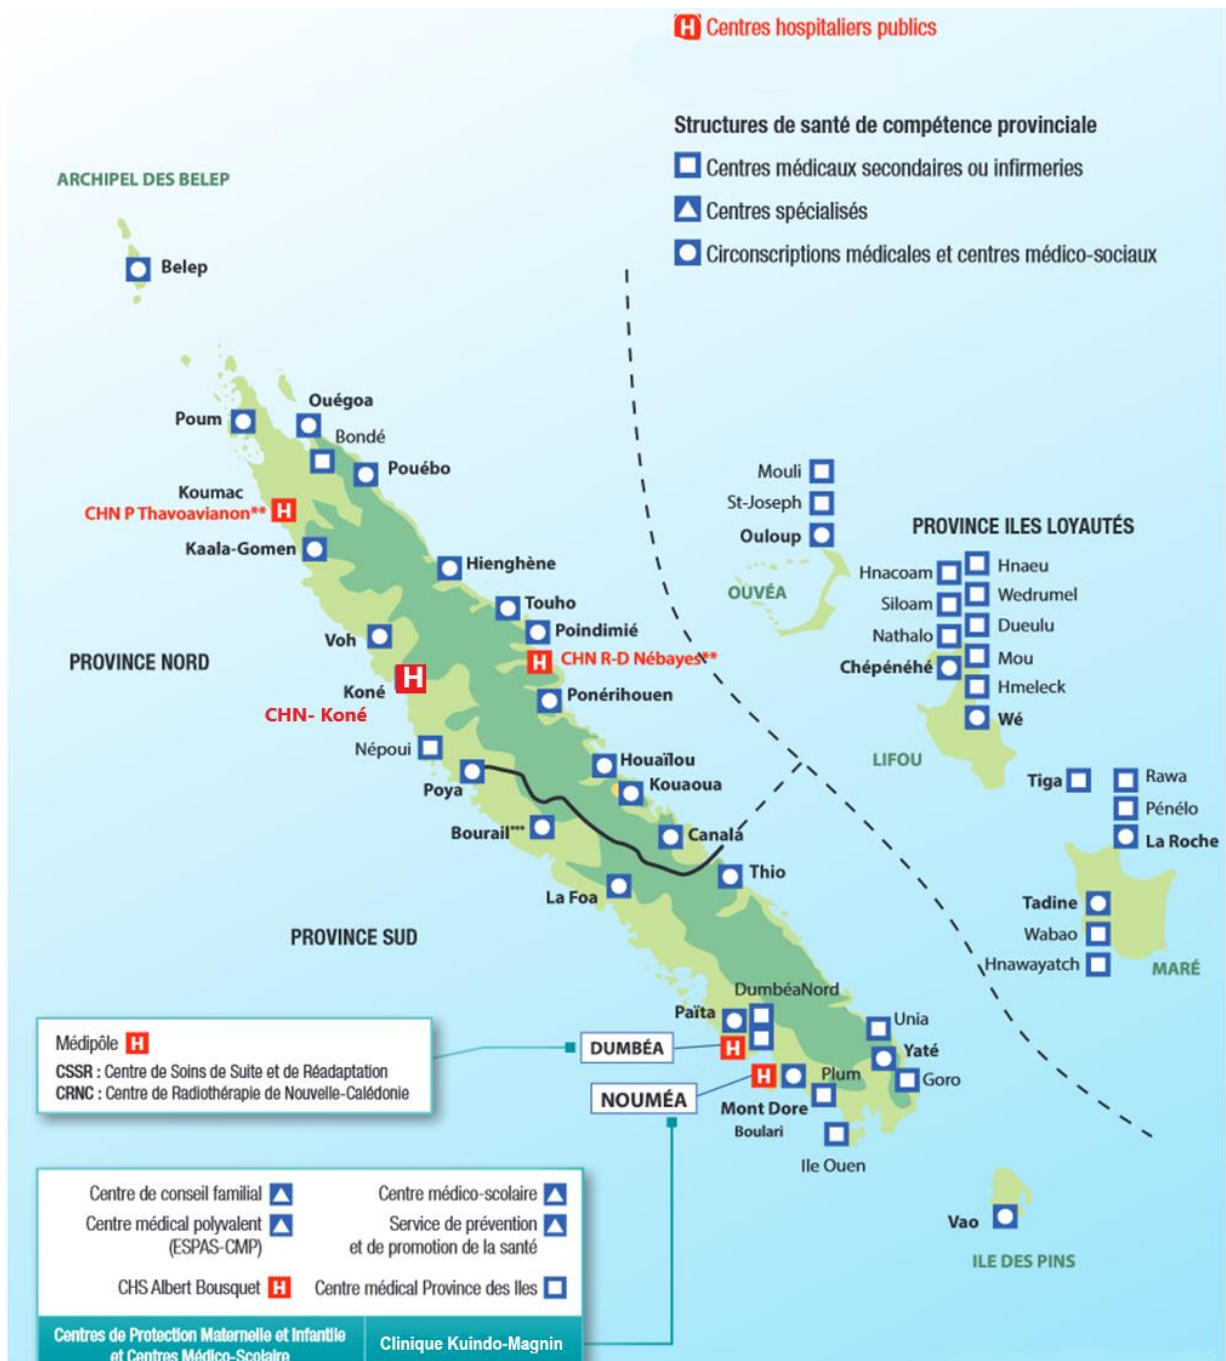 H Centres hospitaliers publics
Structures de santé de compétence provinciale
Centres médicaux secondaires ou infirmeries
Centres spécialisés
Circonscriptions médicales et centres médico-sociaux
ARCHIPEL DES BELEP
Belep
Poum
Ouégoa
Bondé
Pouébo
Koumac
CHN P Thavoavianon** H
Kaala-Gomen
Hienghène
Touho
Poindimié
H CHN R-D Nébayes**
Voh
PROVINCE NORD
Koné H
CHN- Koné
Ponérihouen
Népoui
Poya
Houaïlou
Kouaoua
Bourail***
Canala
Thio
La Foa
PROVINCE SUD
Mouli
St-Joseph
Ouloup
OUVÉA
PROVINCE ILES LOYAUTÉS
Hnacoam
Hnaeu
Siloam
Wedrumel
Nathalo
Dueulu
Chépénéhé
Mou
Hmeleck
Wé
LIFOU
Tiga
Rawa
Pénélo
La Roche
Tadine
Wabao
Hnawayatch
MARÉ
DumbéaNord
Païta
Unia
DUMBÉA H
Yaté
NOUMÉA H
Plum
Goro
Mont Dore
Boulari
Ile Ouen
Vao
ILE DES PINS
Médipôle H
CSSR : Centre de Soins de Suite et de Réadaptation
CRNC : Centre de Radiothérapie de Nouvelle-Calédonie
Centre de conseil familial
Centre médico-scolaire
Centre médical polyvalent
(ESPAS-CMP)
Service de prévention
et de promotion de la santé
CHS Albert Bousquet H
Centre médical Province des Iles
Centres de Protection Maternelle et Infantile
et Centres Médico-Scolaire
Clinique Kuindo-Magnin